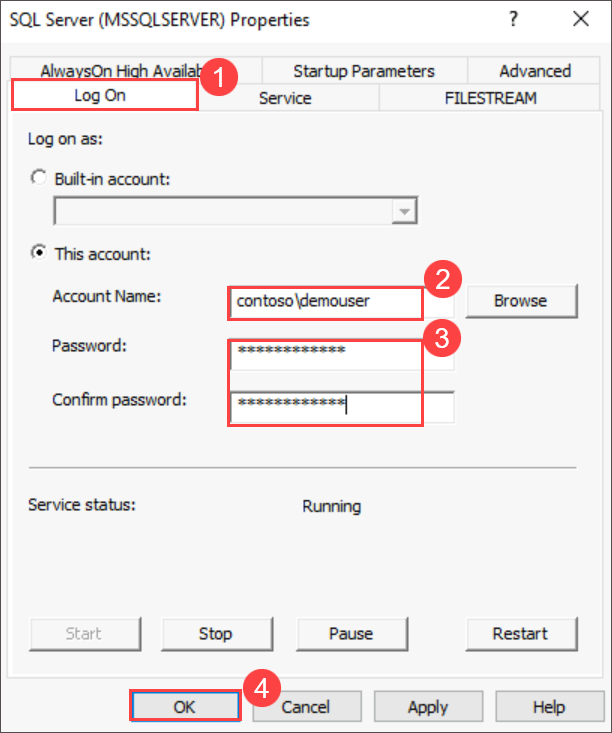 SQL Server (MSSQLSERVER) Properties ? ×
AlwaysOn High Availab Startup Parameters Advanced
1
Log On Service FILESTREAM
Log on as:
Built-in account:
This account:
2
Account Name: contoso\demouser Browse
3
Password: ************
Confirm password: ************
Service status: Running
Start Stop Pause Restart
4
OK Cancel Apply Help